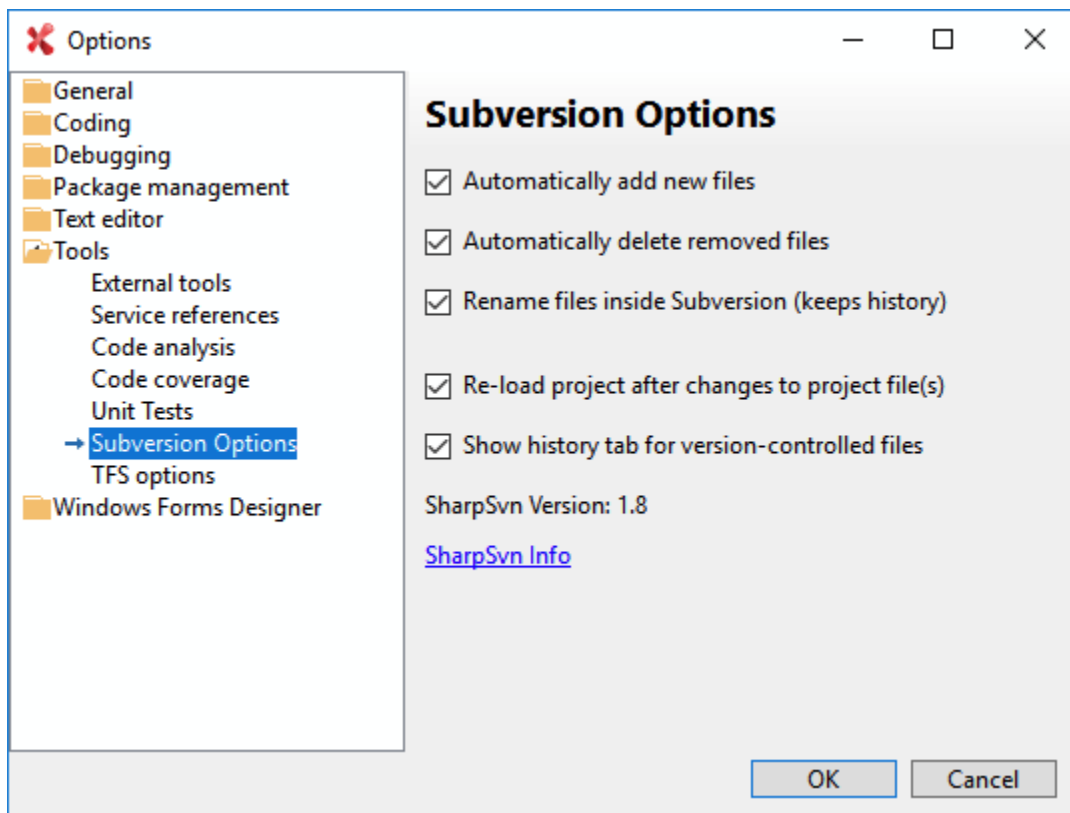 Options
General
Coding
Debugging
Package management
Text editor
Tools
External tools
Service references
Code analysis
Code coverage
Unit Tests
Subversion Options
TFS options
Windows Forms Designer
Subversion Options
Automatically add new files
Automatically delete removed files
Rename files inside Subversion (keeps history)
Re-load project after changes to project file(s)
Show history tab for version-controlled files
SharpSvn Version: 1.8
SharpSvn Info
OK
Cancel